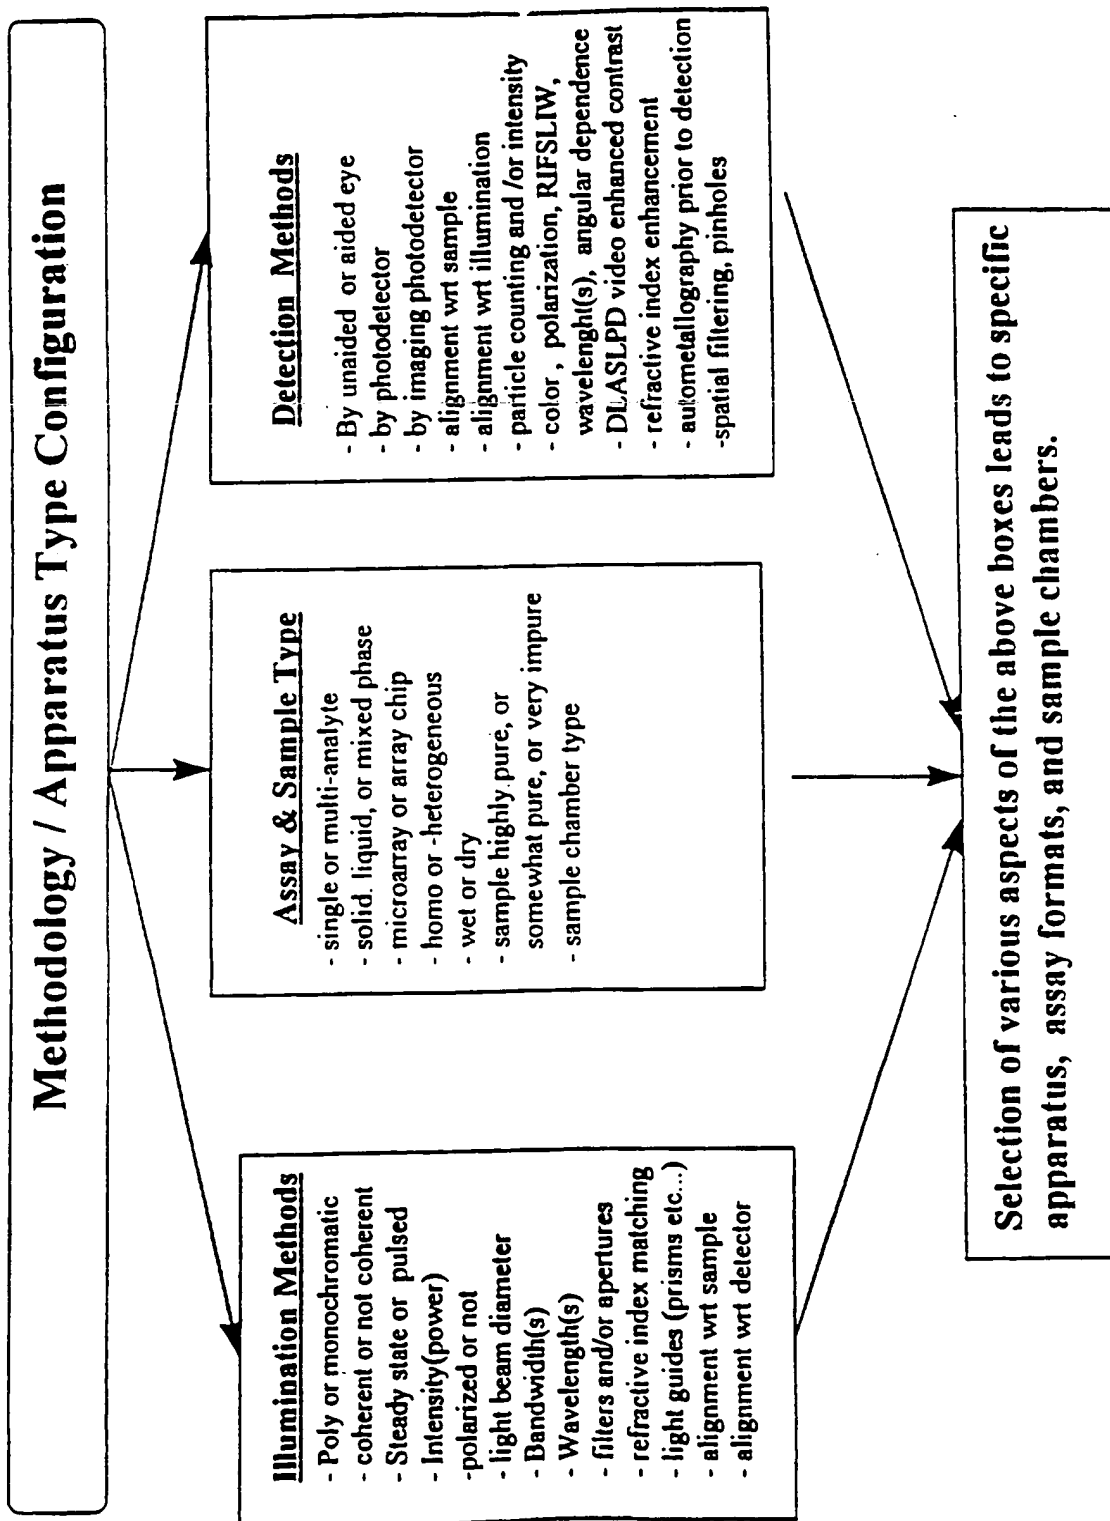 Methodology / Apparatus Type Configuration
Illumination Methods
- Poly or monochromatic
- coherent or not coherent
- Steady state or pulsed
- Intensity(power)
-polarized or not
- light beam diameter
- Bandwidth(s)
- Wavelength(s)
- filters and/or apertures
- refractive index matching
- light guides (prisms etc...)
- alignment wrt sample
- alignment wrt detector
Assay & Sample Type
- single or multi-analyte
- solid. liquid, or mixed phase
- microarray or array chip
- homo or -heterogeneous
- wet or dry
- sample highly pure, or
somewhat pure, or very impure
- sample chamber type
Detection Methods
- By unaided or aided eye
- by photodetector
- by imaging photodetector
- alignment wrt sample
- alignment wrt illumination
- particle counting and /or intensity
- color, polarization, RIFSLIW,
wavelenght(s), angular dependence
- DLASLPD video enhanced contrast
- refractive index enhancement
- autometallography prior to detection
-spatial filtering, pinholes
Selection of various aspects of the above boxes leads to specific
apparatus, assay formats, and sample chambers.